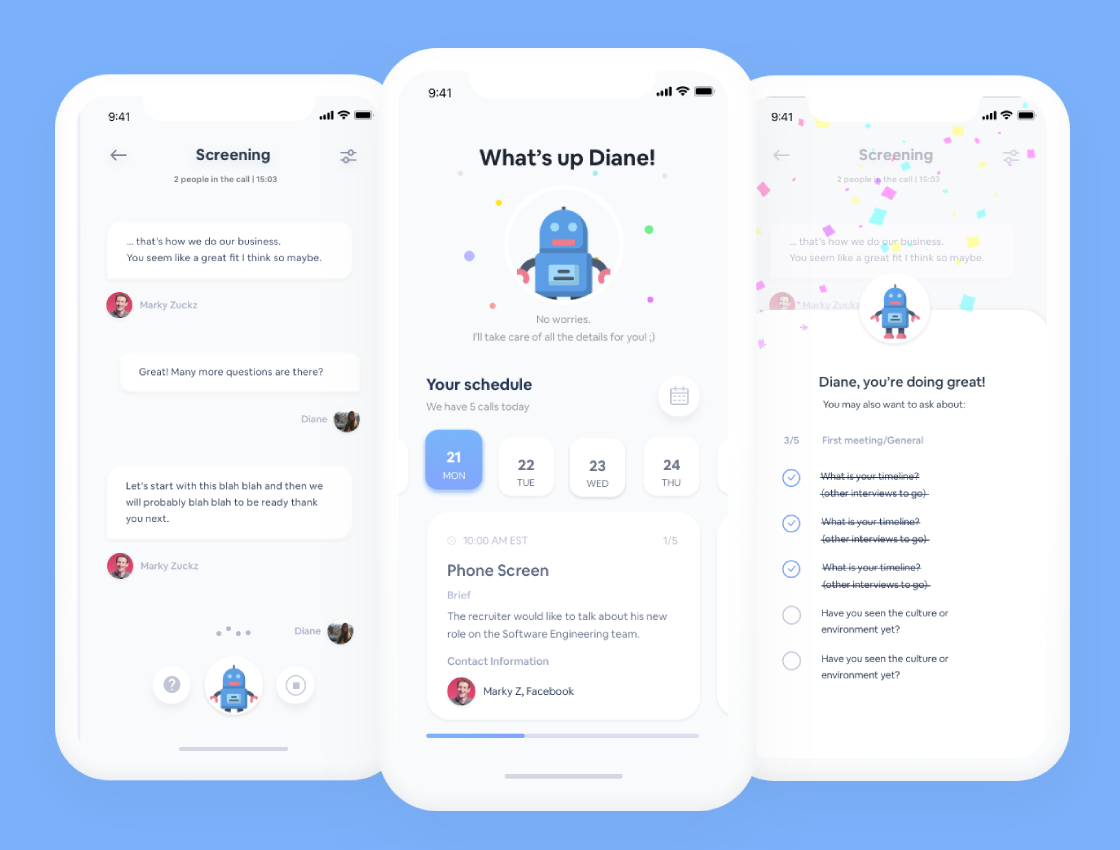 9:41
Screening
2 people in the call | 15:03
... that's how we do our business.
You seem like a great fit I think so maybe.
Marky Zuckz
Great! Many more questions are there?
Diane
Let's start with this blah blah and then we
will probably blah blah to be ready thank
you next.
Marky Zuckz
Diane
?
9:41
What's up Diane!
No worries.
I'll take care of all the details for you! ;)
Your schedule
We have 5 calls today
21
MON
22
TUE
23
WED
24
THU
10:00 AM EST
1/5
Phone Screen
Brief
The recruiter would like to talk about his new
role on the Software Engineering team.
Contact Information
Marky Z, Facebook
9:41
Screening
2 people in the call | 15:03
... that's how we do our business.
You seem like a great fit I think so maybe.
Marky Zuckz
Diane, you're doing great!
You may also want to ask about:
3/5
First meeting/General
What is your timeline?
(other interviews to go)
What is your timeline?
(other interviews to go)
What is your timeline?
(other interviews to go)
Have you seen the culture or
environment yet?
Have you seen the culture or
environment yet?